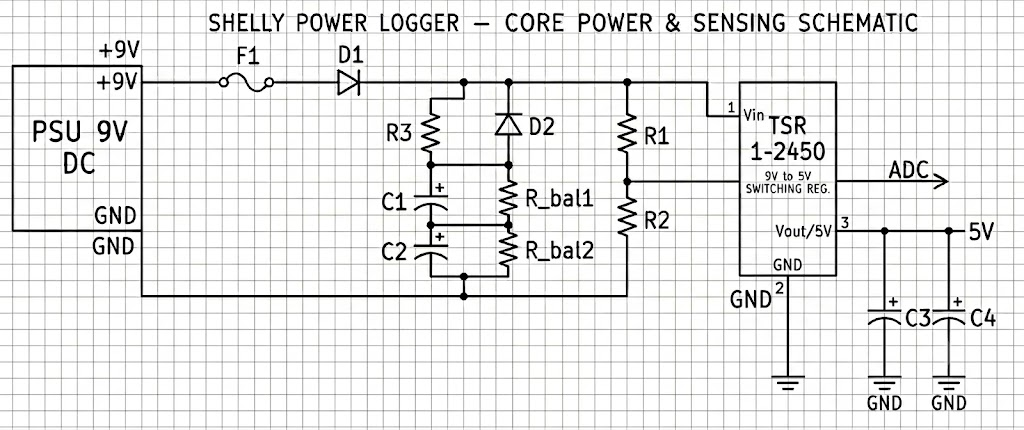 SHELLY POWER LOGGER – CORE POWER & SENSING SCHEMATIC
+9V
F1
D1
+9V
PSU 9V
DC
GND
GND
R3
D2
R1
C1
R_bal1
R2
C2
R_bal2
1
Vin
TSR
1-2450
9V to 5V
SWITCHING REG.
ADC
Vout/5V
3
5V
GND
GND
2
C3
C4
GND
GND